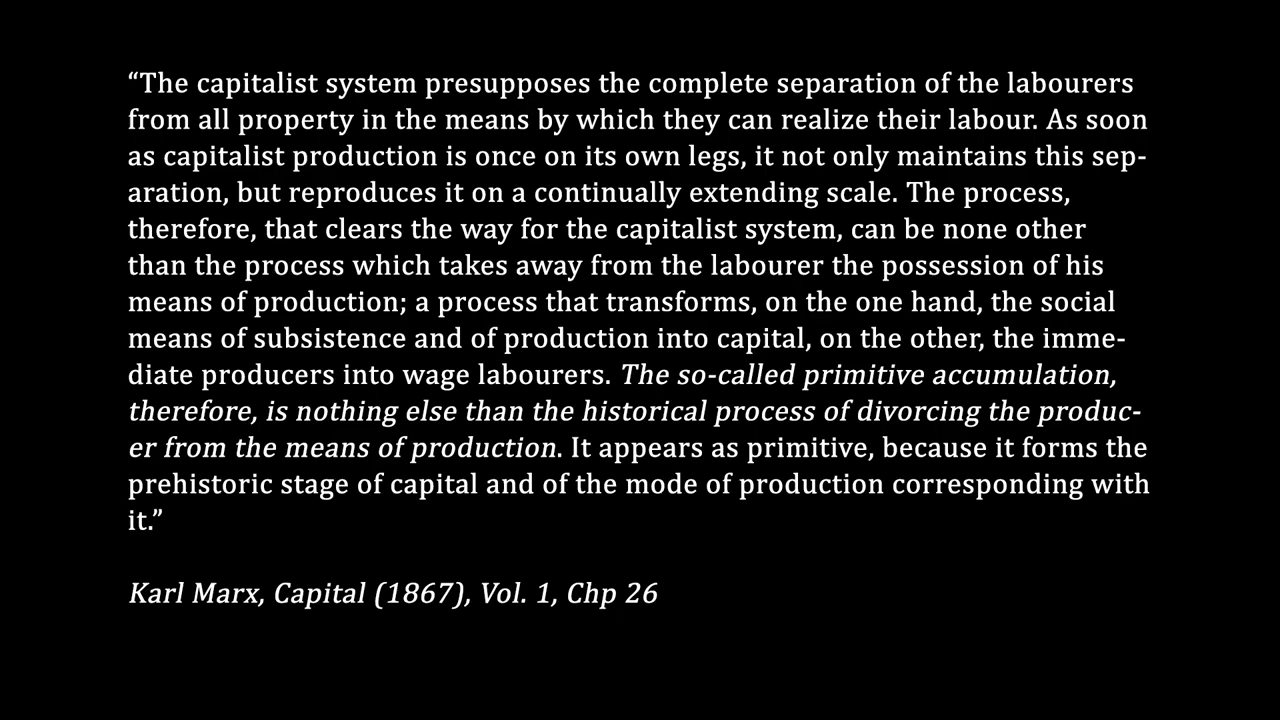 “The capitalist system presupposes the complete separation of the labourers
from all property in the means by which they can realize their labour. As soon
as capitalist production is once on its own legs, it not only maintains this sep-
aration, but reproduces it on a continually extending scale. The process,
therefore, that clears the way for the capitalist system, can be none other
than the process which takes away from the labourer the possession of his
means of production; a process that transforms, on the one hand, the social
means of subsistence and of production into capital, on the other, the imme-
diate producers into wage labourers. The so-called primitive accumulation,
therefore, is nothing else than the historical process of divorcing the produc-
er from the means of production. It appears as primitive, because it forms the
prehistoric stage of capital and of the mode of production corresponding with
it.”
Karl Marx, Capital (1867), Vol. 1, Chp 26